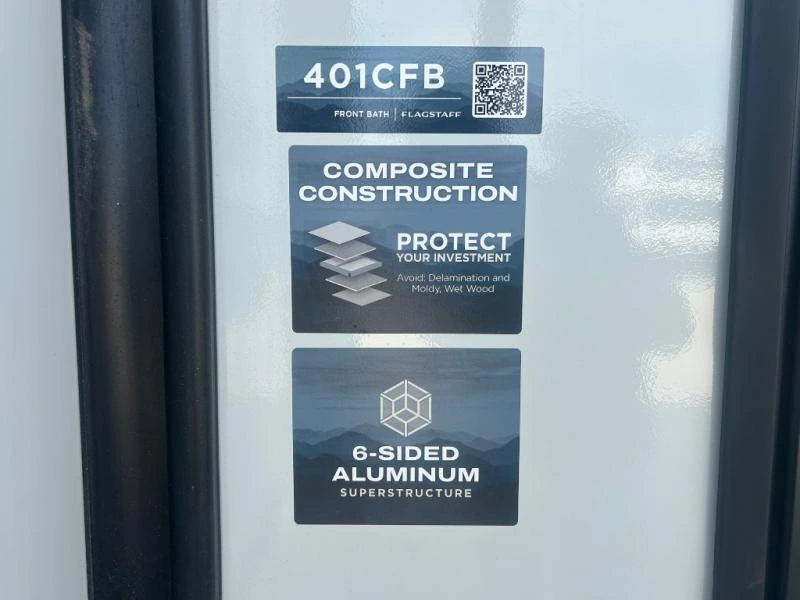 401CFB
FRONT BATH | FLAGSTAFF
COMPOSITE
CONSTRUCTION
PROTECT
YOUR INVESTMENT
Avoid: Delamination and
Moldy, Wet Wood
6-SIDED
ALUMINUM
SUPERSTRUCTURE